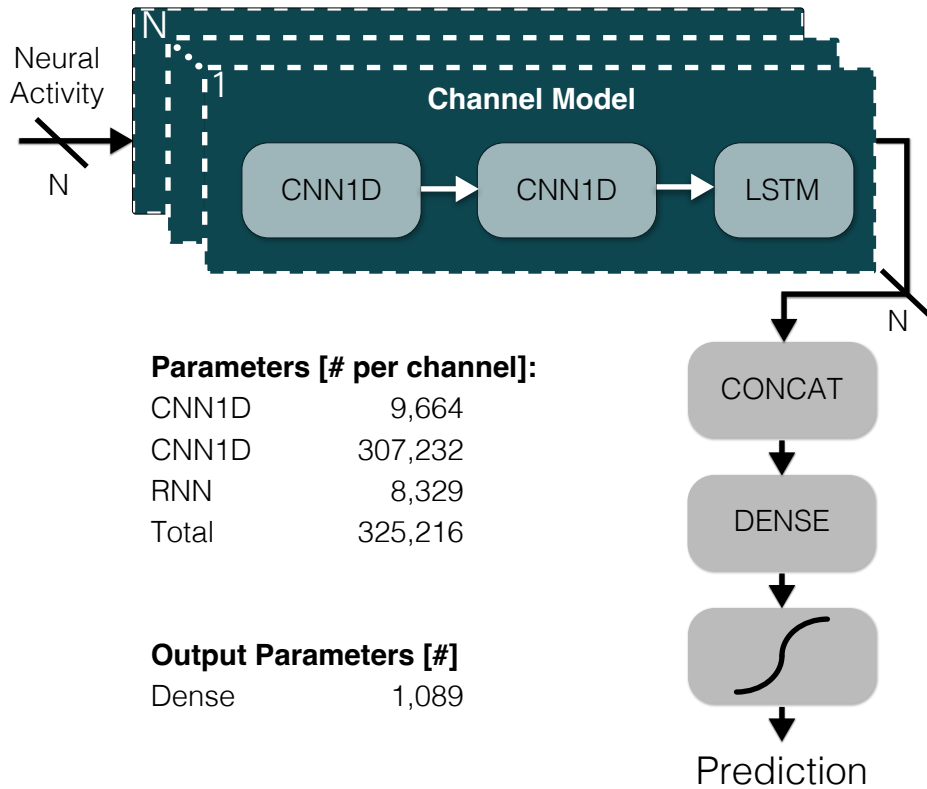 N
1
Neural
Activity
N
Channel Model
CNN1D
CNN1D
LSTM
N
Parameters [# per channel]:
CNN1D 9,664
CNN1D 307,232
RNN 8,329
Total 325,216
Output Parameters [#]
Dense 1,089
CONCAT
DENSE
Prediction